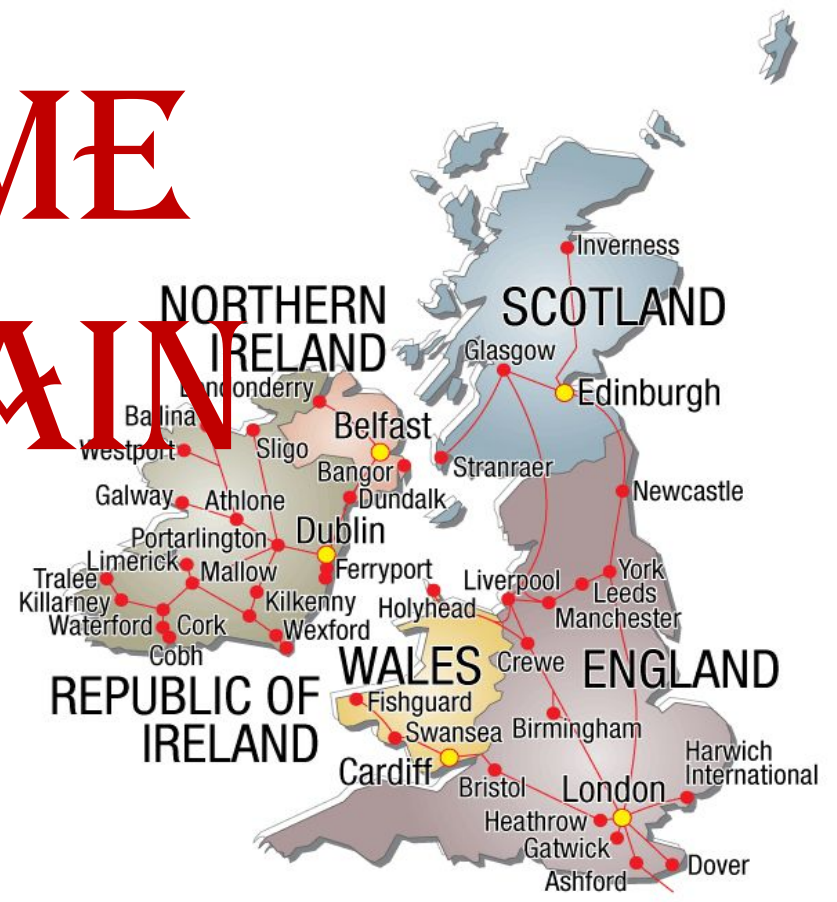 ME
AIN
Inverness
NORTHERN
IRELAND
SCOTLAND
Glasgow
Edinburgh
Londonderry
Ballina
Belfast
Westport
Sligo
Bangor
Stranraer
Galway
Athlone
Dundalk
Newcastle
Portarlington
Dublin
Limerick
Ferryport
Tralee
Mallow
Liverpool
York
Killarney
Kilkenny
Holyhead
Leeds
Manchester
Waterford
Cork
Wexford
Cobh
WALES
Crewe
ENGLAND
REPUBLIC OF
IRELAND
Fishguard
Swansea
Birmingham
Cardiff
Bristol
London
Harwich
International
Heathrow
Gatwick
Ashford
Dover